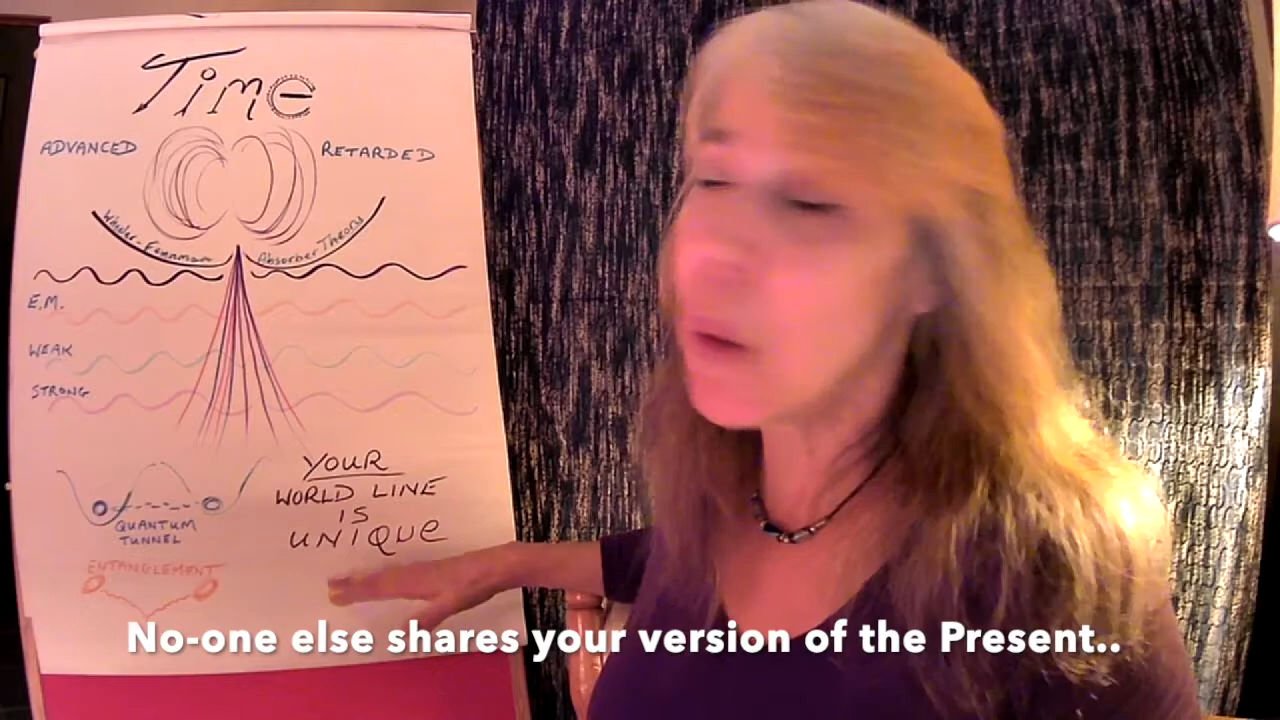 TIME
ADVANCED
RETARDED
Wheeler-Feynman
Absorber Theory
E.M.
WEAK
STRONG
YOUR
WORLD LINE
IS
UNIQUE
QUANTUM
TUNNEL
ENTANGLEMENT
No-one else shares your version of the Present..